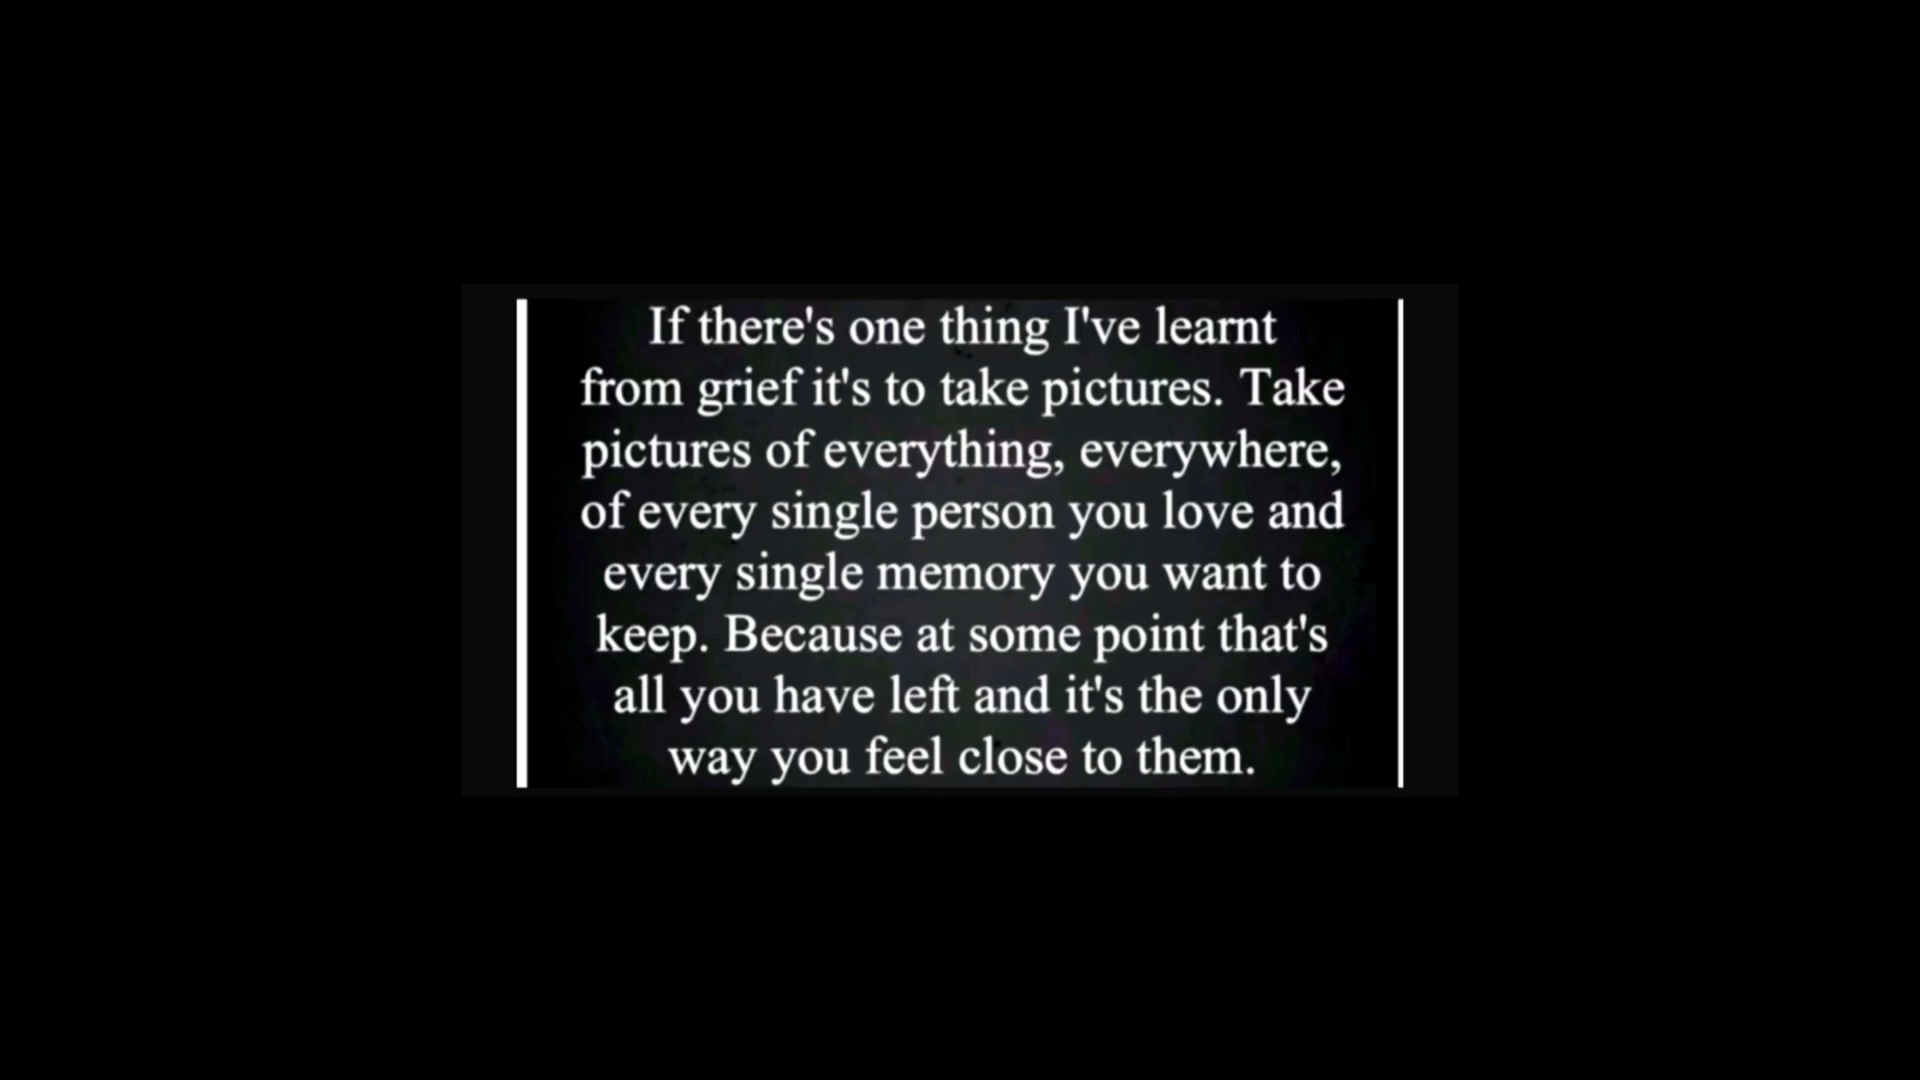 If there's one thing I've learnt
from grief it's to take pictures. Take
pictures of everything, everywhere,
of every single person you love and
every single memory you want to
keep. Because at some point that's
all you have left and it's the only
way you feel close to them.